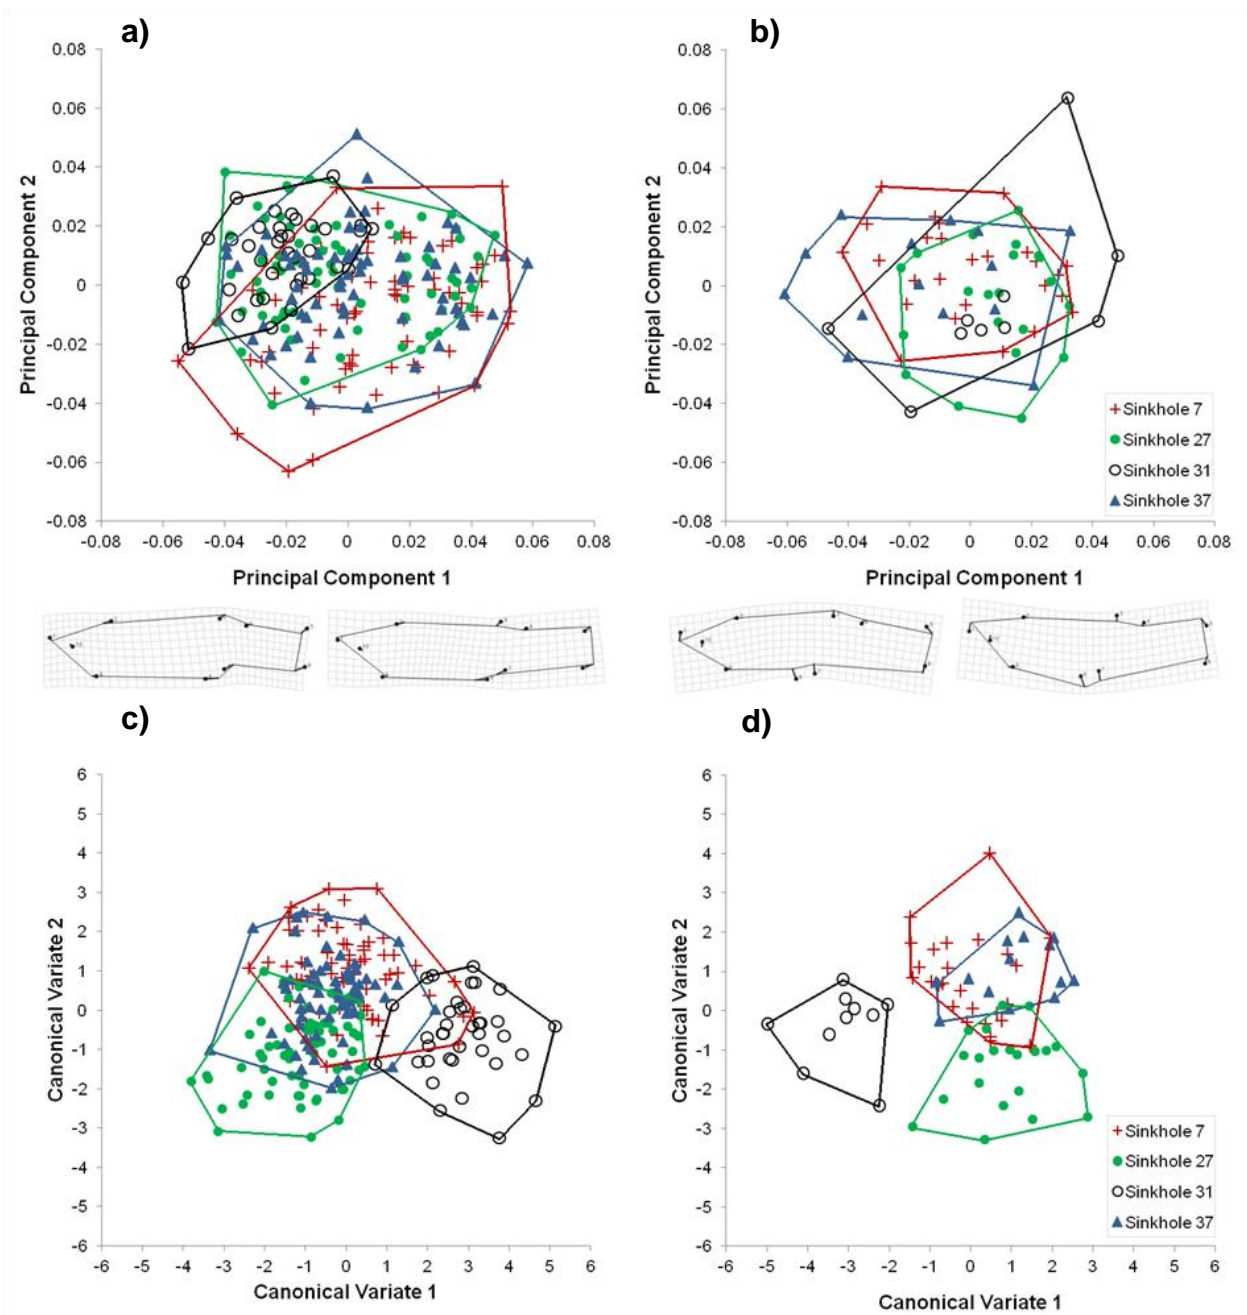 a)
b)
0.08
0.06
0.04
0.02
0
-0.02
-0.04
-0.06
-0.08
Principal Component 2
-0.08 -0.06 -0.04 -0.02 0 0.02 0.04 0.06 0.08
Principal Component 1
0.08
0.06
0.04
0.02
0
-0.02
-0.04
-0.06
-0.08
Principal Component 2
Sinkhole 7
Sinkhole 27
Sinkhole 31
Sinkhole 37
-0.08 -0.06 -0.04 -0.02 0 0.02 0.04 0.06 0.08
Principal Component 1
c)
d)
6
5
4
3
2
1
0
-1
-2
-3
-4
-5
-6
Canonical Variate 2
-6 -5 -4 -3 -2 -1 0 1 2 3 4 5 6
Canonical Variate 1
6
5
4
3
2
1
0
-1
-2
-3
-4
-5
-6
Canonical Variate 2
Sinkhole 7
Sinkhole 27
Sinkhole 31
Sinkhole 37
-6 -5 -4 -3 -2 -1 0 1 2 3 4 5 6
Canonical Variate 1